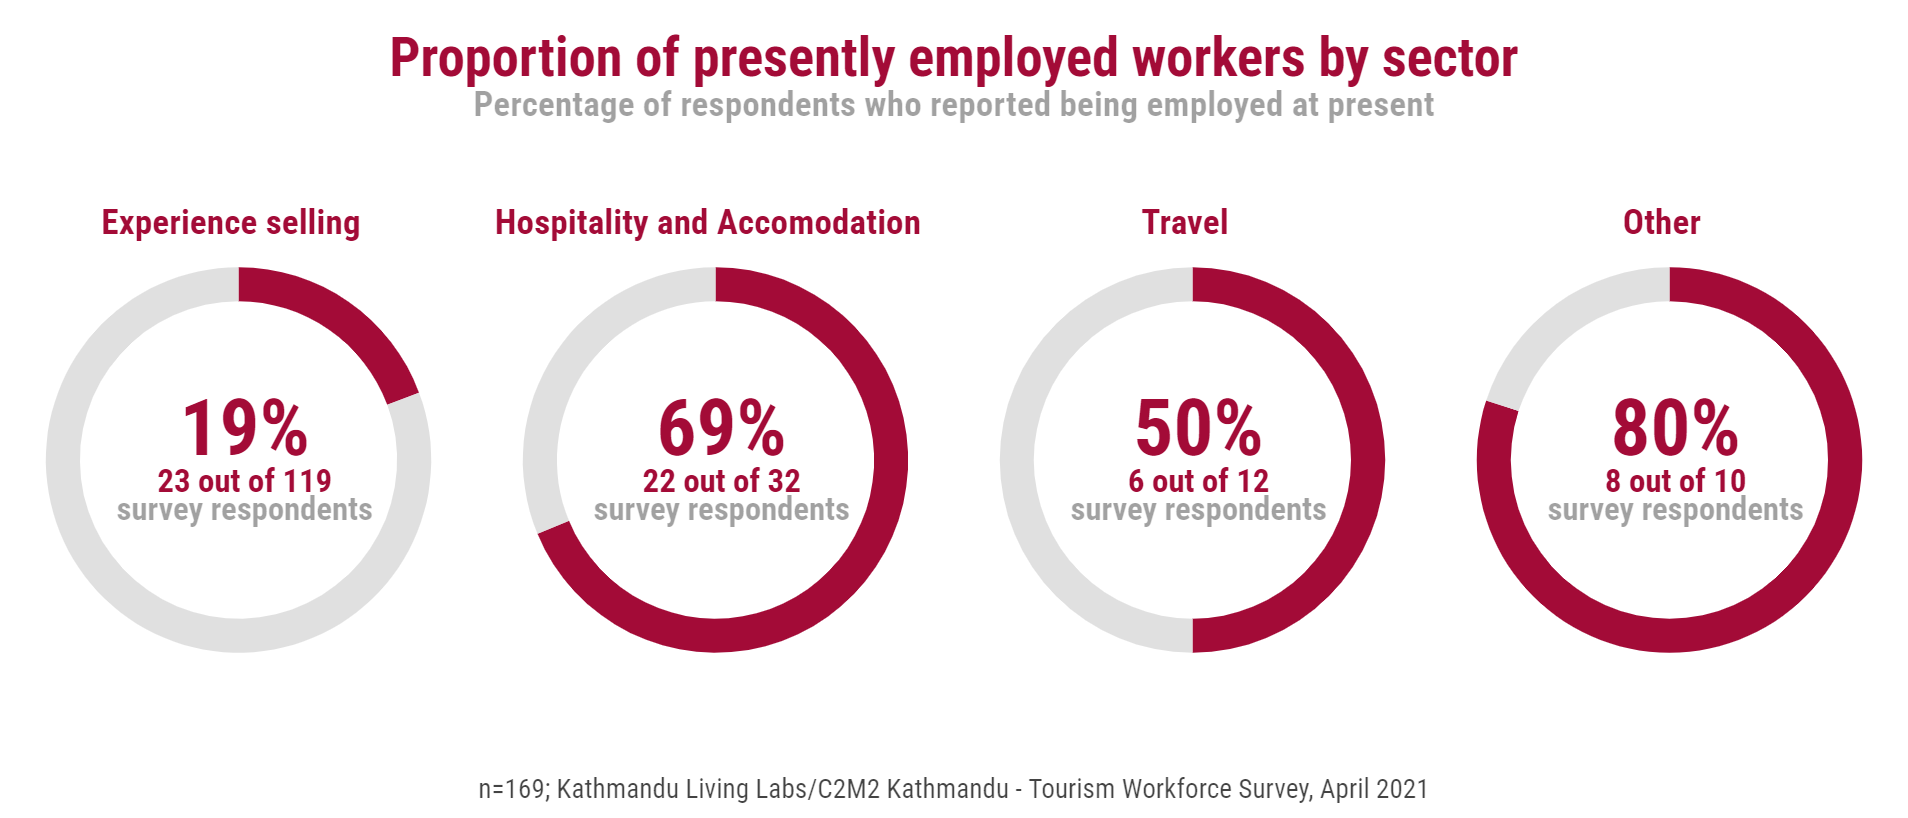 Proportion of presently employed workers by sector
Percentage of respondents who reported being employed at present
Experience selling
19%
23 out of 119
survey respondents
Hospitality and Accomodation
69%
22 out of 32
survey respondents
Travel
50%
6 out of 12
survey respondents
Other
80%
8 out of 10
survey respondents
n=169; Kathmandu Living Labs/C2M2 Kathmandu - Tourism Workforce Survey, April 2021